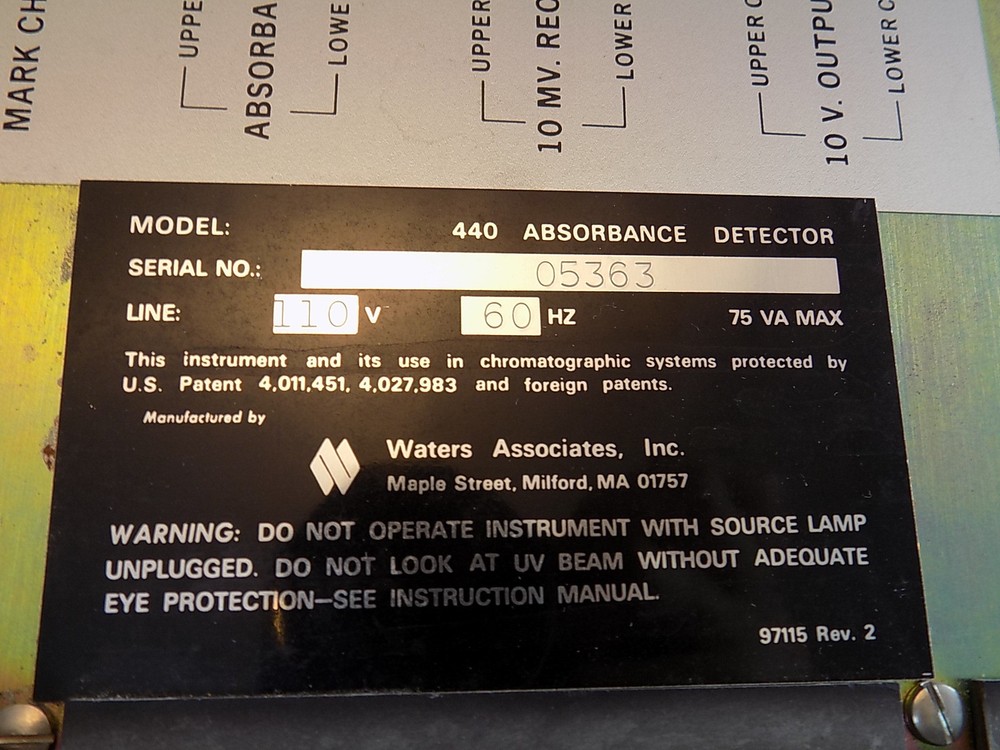 MARK CH
UPPE
ABSORBA
LOWE
UPPER
10 MV. REC
LOWER
UPPER C
10 V. OUTPU
LOWER C
MODEL: 440 ABSORBANCE DETECTOR
SERIAL NO.: 05363
LINE: 110 V 60 HZ 75 VA MAX
This instrument and its use in chromatographic systems protected by
U.S. Patent 4,011,451, 4,027,983 and foreign patents.
Manufactured by
Waters Associates, Inc.
Maple Street, Milford, MA 01757
WARNING: DO NOT OPERATE INSTRUMENT WITH SOURCE LAMP
UNPLUGGED. DO NOT LOOK AT UV BEAM WITHOUT ADEQUATE
EYE PROTECTION—SEE INSTRUCTION MANUAL.
97115 Rev. 2